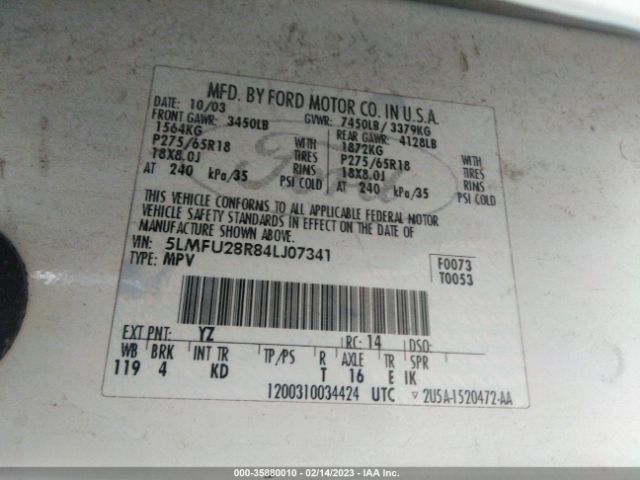 MFD. BY FORD MOTOR CO. IN U.S.A.
DATE: 10/03 GVWR: 7450LB/ 3379KG
FRONT GAWR: 3450LB REAR GAWR: 4128LB
1564KG WITH 1872KG WITH
P275/65R18 TIRES P275/65R18 TIRES
18X8.0J RIMS 18X8.0J RIMS
AT 240 kPa/35 PSI COLD AT 240 kPa/35 PSI COLD
Ford
THIS VEHICLE CONFORMS TO ALL APPLICABLE FEDERAL MOTOR
VEHICLE SAFETY STANDARDS IN EFFECT ON THE DATE OF
MANUFACTURE SHOWN ABOVE.
VIN: 5LMFU28R84LJ07341 F0073
TYPE: MPV T0053
EXT PNT: YZ RC: 14 DSO:
WB BRK INT TR TP/PS R AXLE TR SPR
119 4 KD T 16 E IK
1200310034424 UTC ▽ 2U5A-1520472-AA
000-35880010 / 02/14/2023 — IAA Inc.